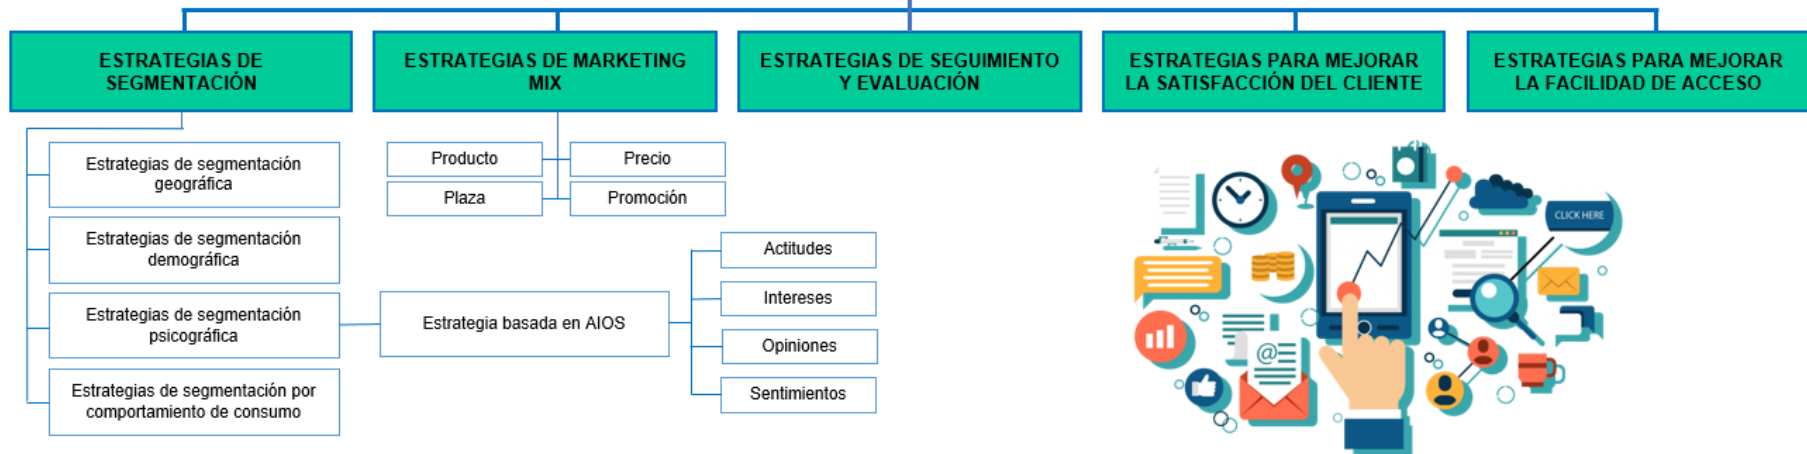 ESTRATEGIAS DE
SEGMENTACIÓN
ESTRATEGIAS DE MARKETING
MIX
ESTRATEGIAS DE SEGUIMIENTO
Y EVALUACIÓN
ESTRATEGIAS PARA MEJORAR
LA SATISFACCIÓN DEL CLIENTE
ESTRATEGIAS PARA MEJORAR
LA FACILIDAD DE ACCESO
Estrategias de segmentación
geográfica
Estrategias de segmentación
demográfica
Estrategias de segmentación
psicográfica
Estrategias de segmentación por
comportamiento de consumo
Producto
Precio
Plaza
Promoción
Estrategia basada en AIOS
Actitudes
Intereses
Opiniones
Sentimientos
CLICK HERE
@